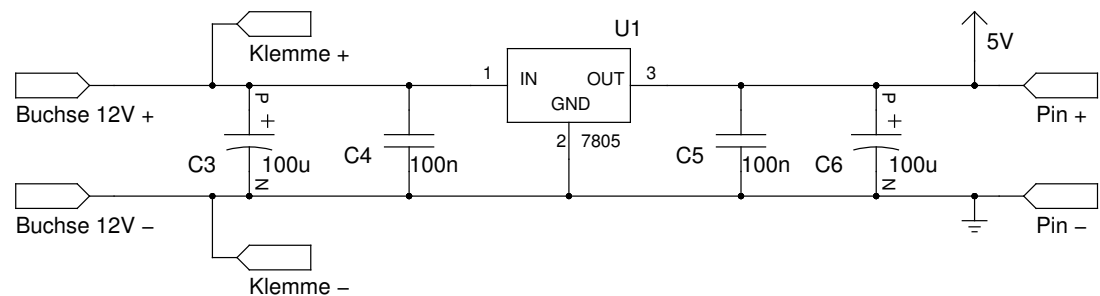 U1
Klemme +
5V
1
IN
OUT
3
GND
Buchse 12V +
P
+
P
+
Pin +
2
7805
C3
100u
C4
100n
C5
100n
C6
100u
N
N
Buchse 12V –
Pin –
Klemme –